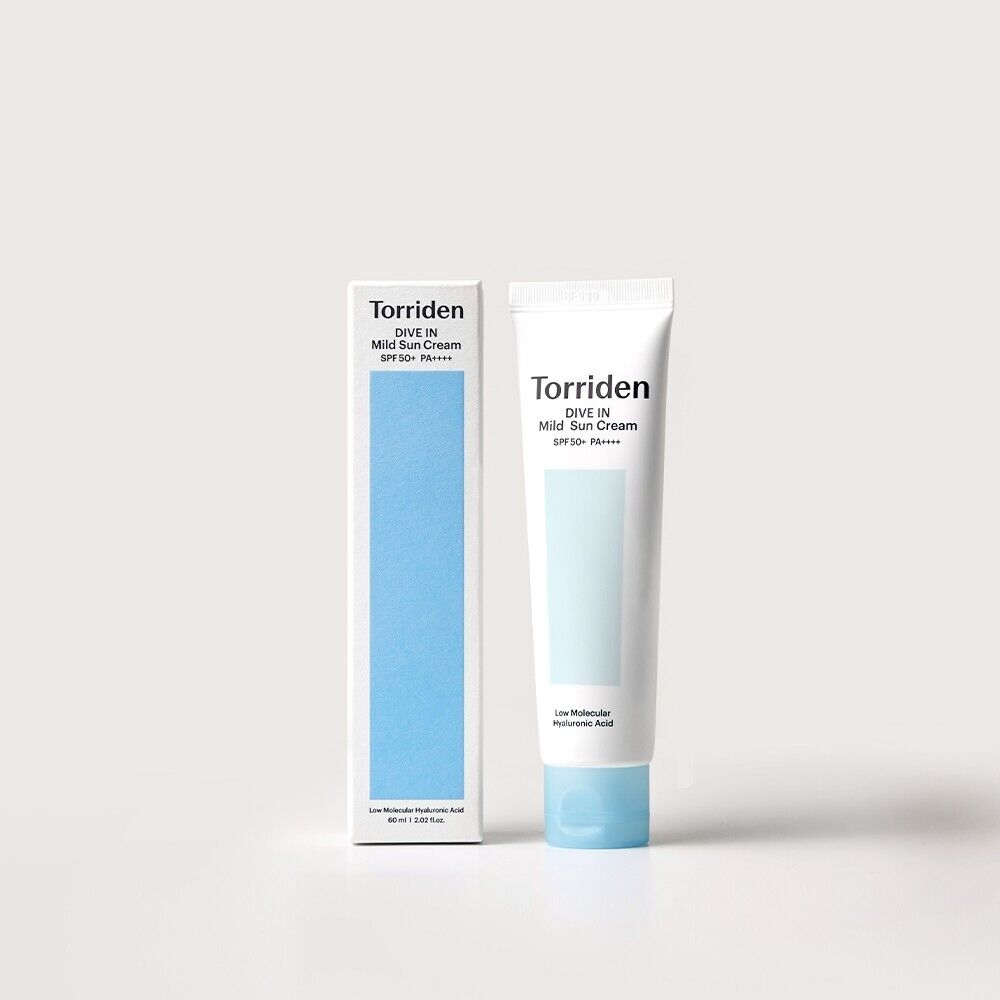 Torriden
DIVE IN
Mild Sun Cream
SPF50+ PA++++
Low Molecular Hyaluronic Acid
60 ml | 2.02 fl.oz.
Torriden
DIVE IN
Mild Sun Cream
SPF50+ PA++++
Low Molecular
Hyaluronic Acid